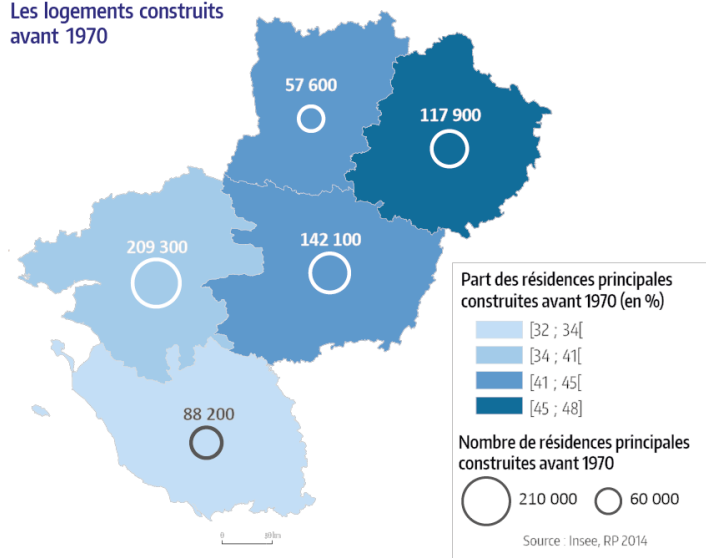 Les logements construits
avant 1970
57 600
117 900
209 300
142 100
88 200
Part des résidences principales
construites avant 1970 (en %)
[32 ; 34[
[34 ; 41[
[41 ; 45[
[45 ; 48]
Nombre de résidences principales
construites avant 1970
210 000
60 000
Source : Insee, RP 2014
0